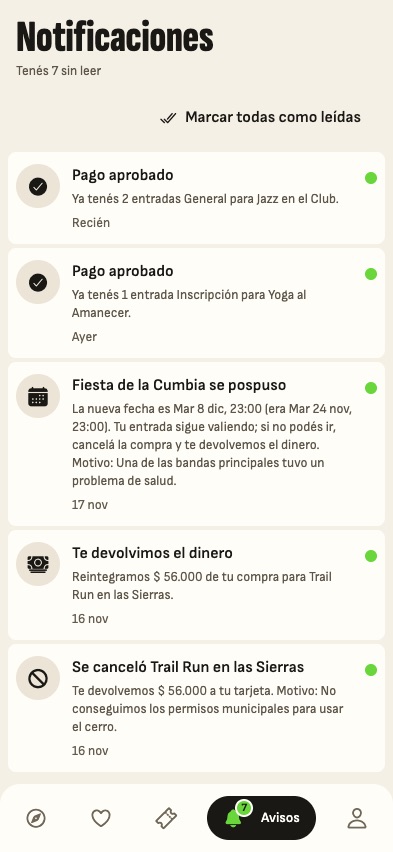 Notificaciones
Tenés 7 sin leer
Marcar todas como leídas
Pago aprobado
Ya tenés 2 entradas General para Jazz en el Club.
Recién
Pago aprobado
Ya tenés 1 entrada Inscripción para Yoga al
Amanecer.
Ayer
Fiesta de la Cumbia se pospuso
La nueva fecha es Mar 8 dic, 23:00 (era Mar 24 nov,
23:00). Tu entrada sigue valiendo; si no podés ir,
cancelá la compra y te devolvemos el dinero.
Motivo: Una de las bandas principales tuvo un
problema de salud.
17 nov
Te devolvimos el dinero
Reintegramos $ 56.000 de tu compra para Trail
Run en las Sierras.
16 nov
Se canceló Trail Run en las Sierras
Te devolvemos $ 56.000 a tu tarjeta. Motivo: No
conseguimos los permisos municipales para usar
el cerro.
16 nov
7
Avisos